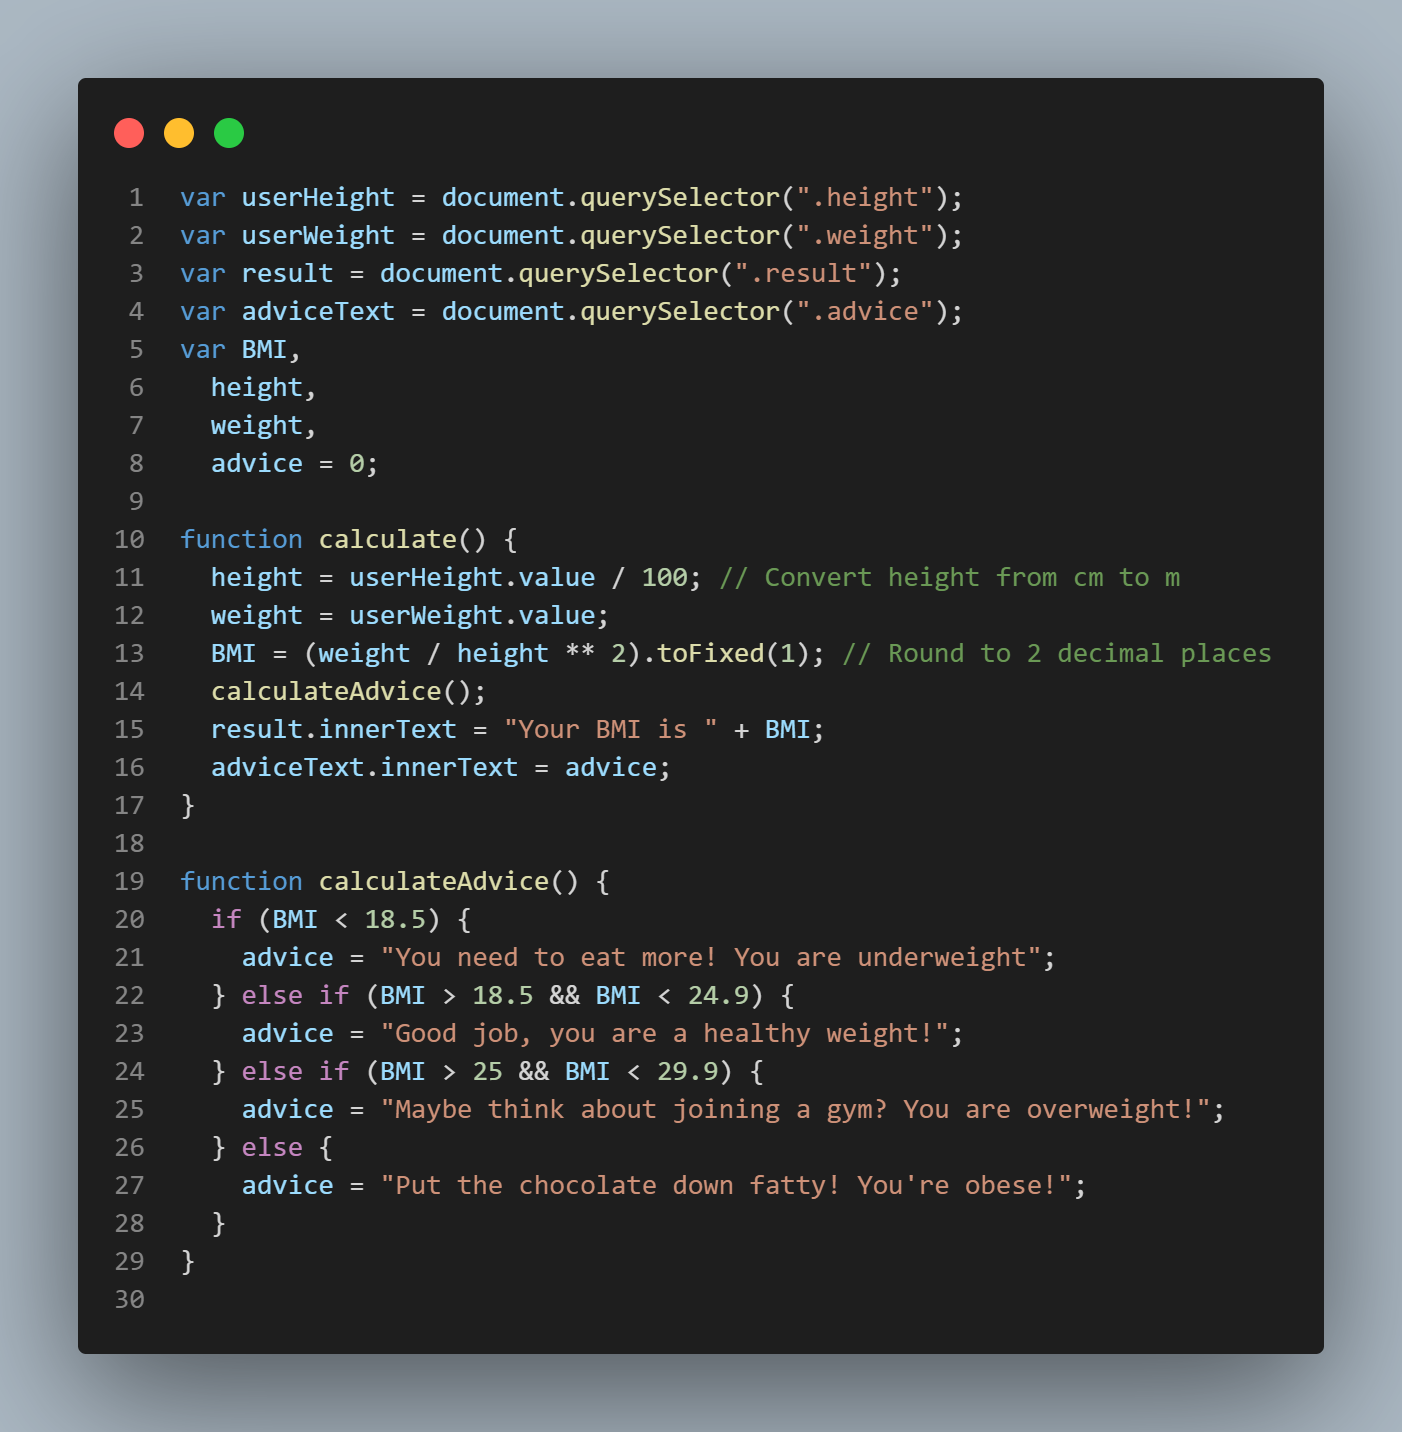 1 var userHeight = document.querySelector(".height");
2 var userWeight = document.querySelector(".weight");
3 var result = document.querySelector(".result");
4 var adviceText = document.querySelector(".advice");
5 var BMI,
6   height,
7   weight,
8   advice = 0;
9
10 function calculate() {
11   height = userHeight.value / 100; // Convert height from cm to m
12   weight = userWeight.value;
13   BMI = (weight / height ** 2).toFixed(1); // Round to 2 decimal places
14   calculateAdvice();
15   result.innerText = "Your BMI is " + BMI;
16   adviceText.innerText = advice;
17 }
18
19 function calculateAdvice() {
20   if (BMI < 18.5) {
21     advice = "You need to eat more! You are underweight";
22   } else if (BMI > 18.5 && BMI < 24.9) {
23     advice = "Good job, you are a healthy weight!";
24   } else if (BMI > 25 && BMI < 29.9) {
25     advice = "Maybe think about joining a gym? You are overweight!";
26   } else {
27     advice = "Put the chocolate down fatty! You're obese!";
28   }
29 }
30